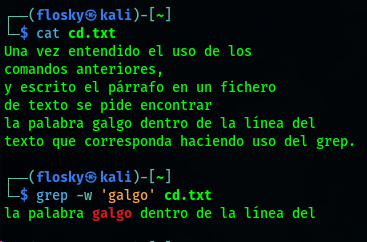 ┌──(flosky㉿kali)-[~]
└─$ cat cd.txt
Una vez entendido el uso de los
comandos anteriores,
y escrito el párrafo en un fichero
de texto se pide encontrar
la palabra galgo dentro de la línea del
texto que corresponda haciendo uso del grep.
┌──(flosky㉿kali)-[~]
└─$ grep -w 'galgo' cd.txt
la palabra galgo dentro de la línea del